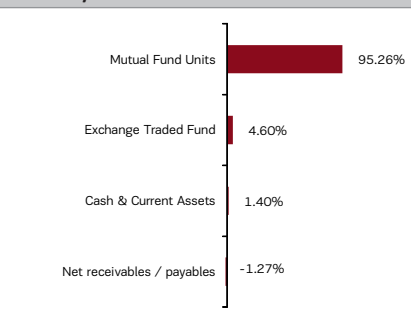 Mutual Fund Units 95.26%
Exchange Traded Fund 4.60%
Cash & Current Assets 1.40%
Net receivables / payables -1.27%